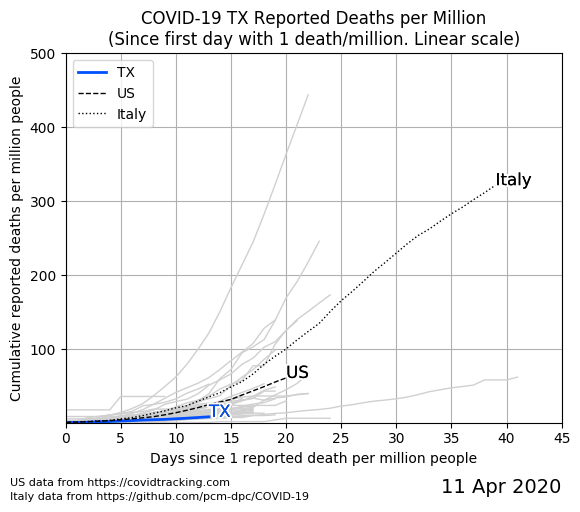 COVID-19 TX Reported Deaths per Million
(Since first day with 1 death/million. Linear scale)
Cumulative reported deaths per million people
500
400
300
200
100
TX
US
Italy
Italy
US
TX
0 5 10 15 20 25 30 35 40 45
Days since 1 reported death per million people
US data from https://covidtracking.com
Italy data from https://github.com/pcm-dpc/COVID-19
11 Apr 2020